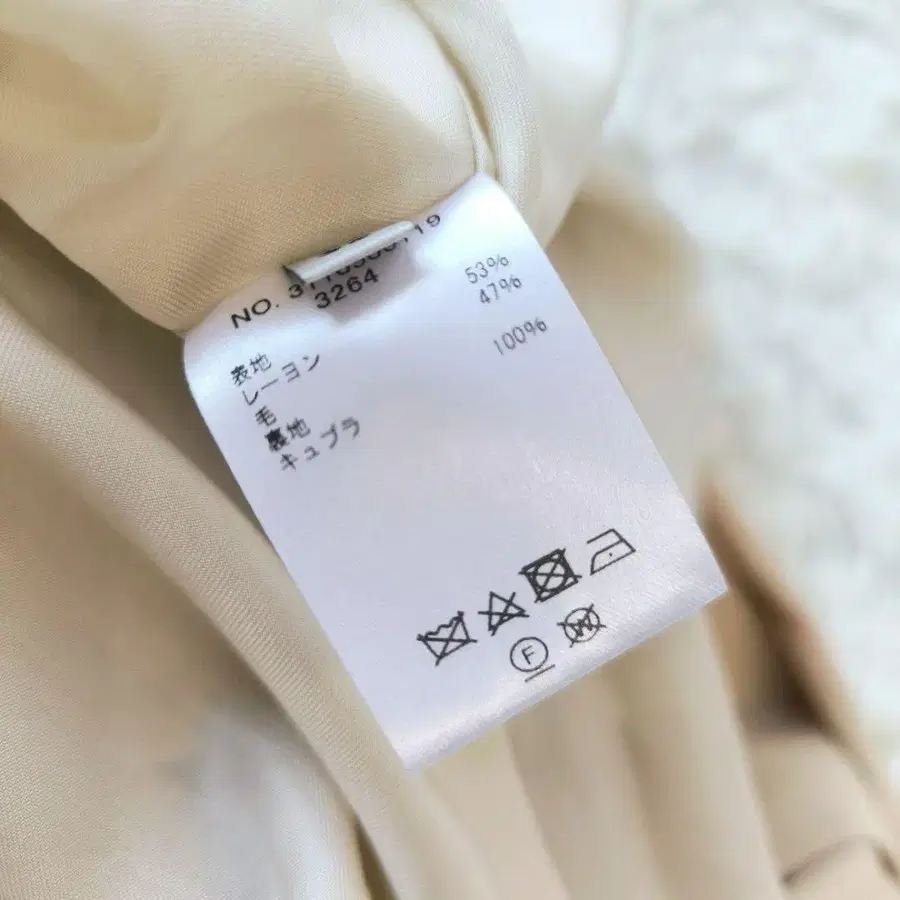 NO.
3264
表地
レーヨン 53%
毛 47%
裏地
キュプラ 100%
F W